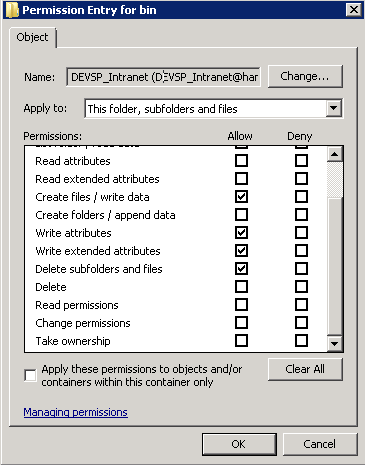 Permission Entry for bin
Object
Name: DEVSP_Intranet (DEVSP_Intranet@har Change...
Apply to: This folder, subfolders and files
Permissions: Allow Deny
Read attributes
Read extended attributes
Create files / write data
Create folders / append data
Write attributes
Write extended attributes
Delete subfolders and files
Delete
Read permissions
Change permissions
Take ownership
Apply these permissions to objects and/or
containers within this container only
Clear All
Managing permissions
OK Cancel